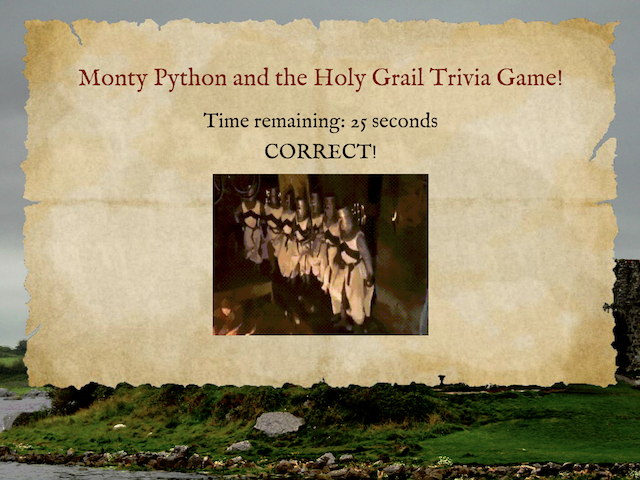 Monty Python and the Holy Grail Trivia Game!
Time remaining: 25 seconds
CORRECT!